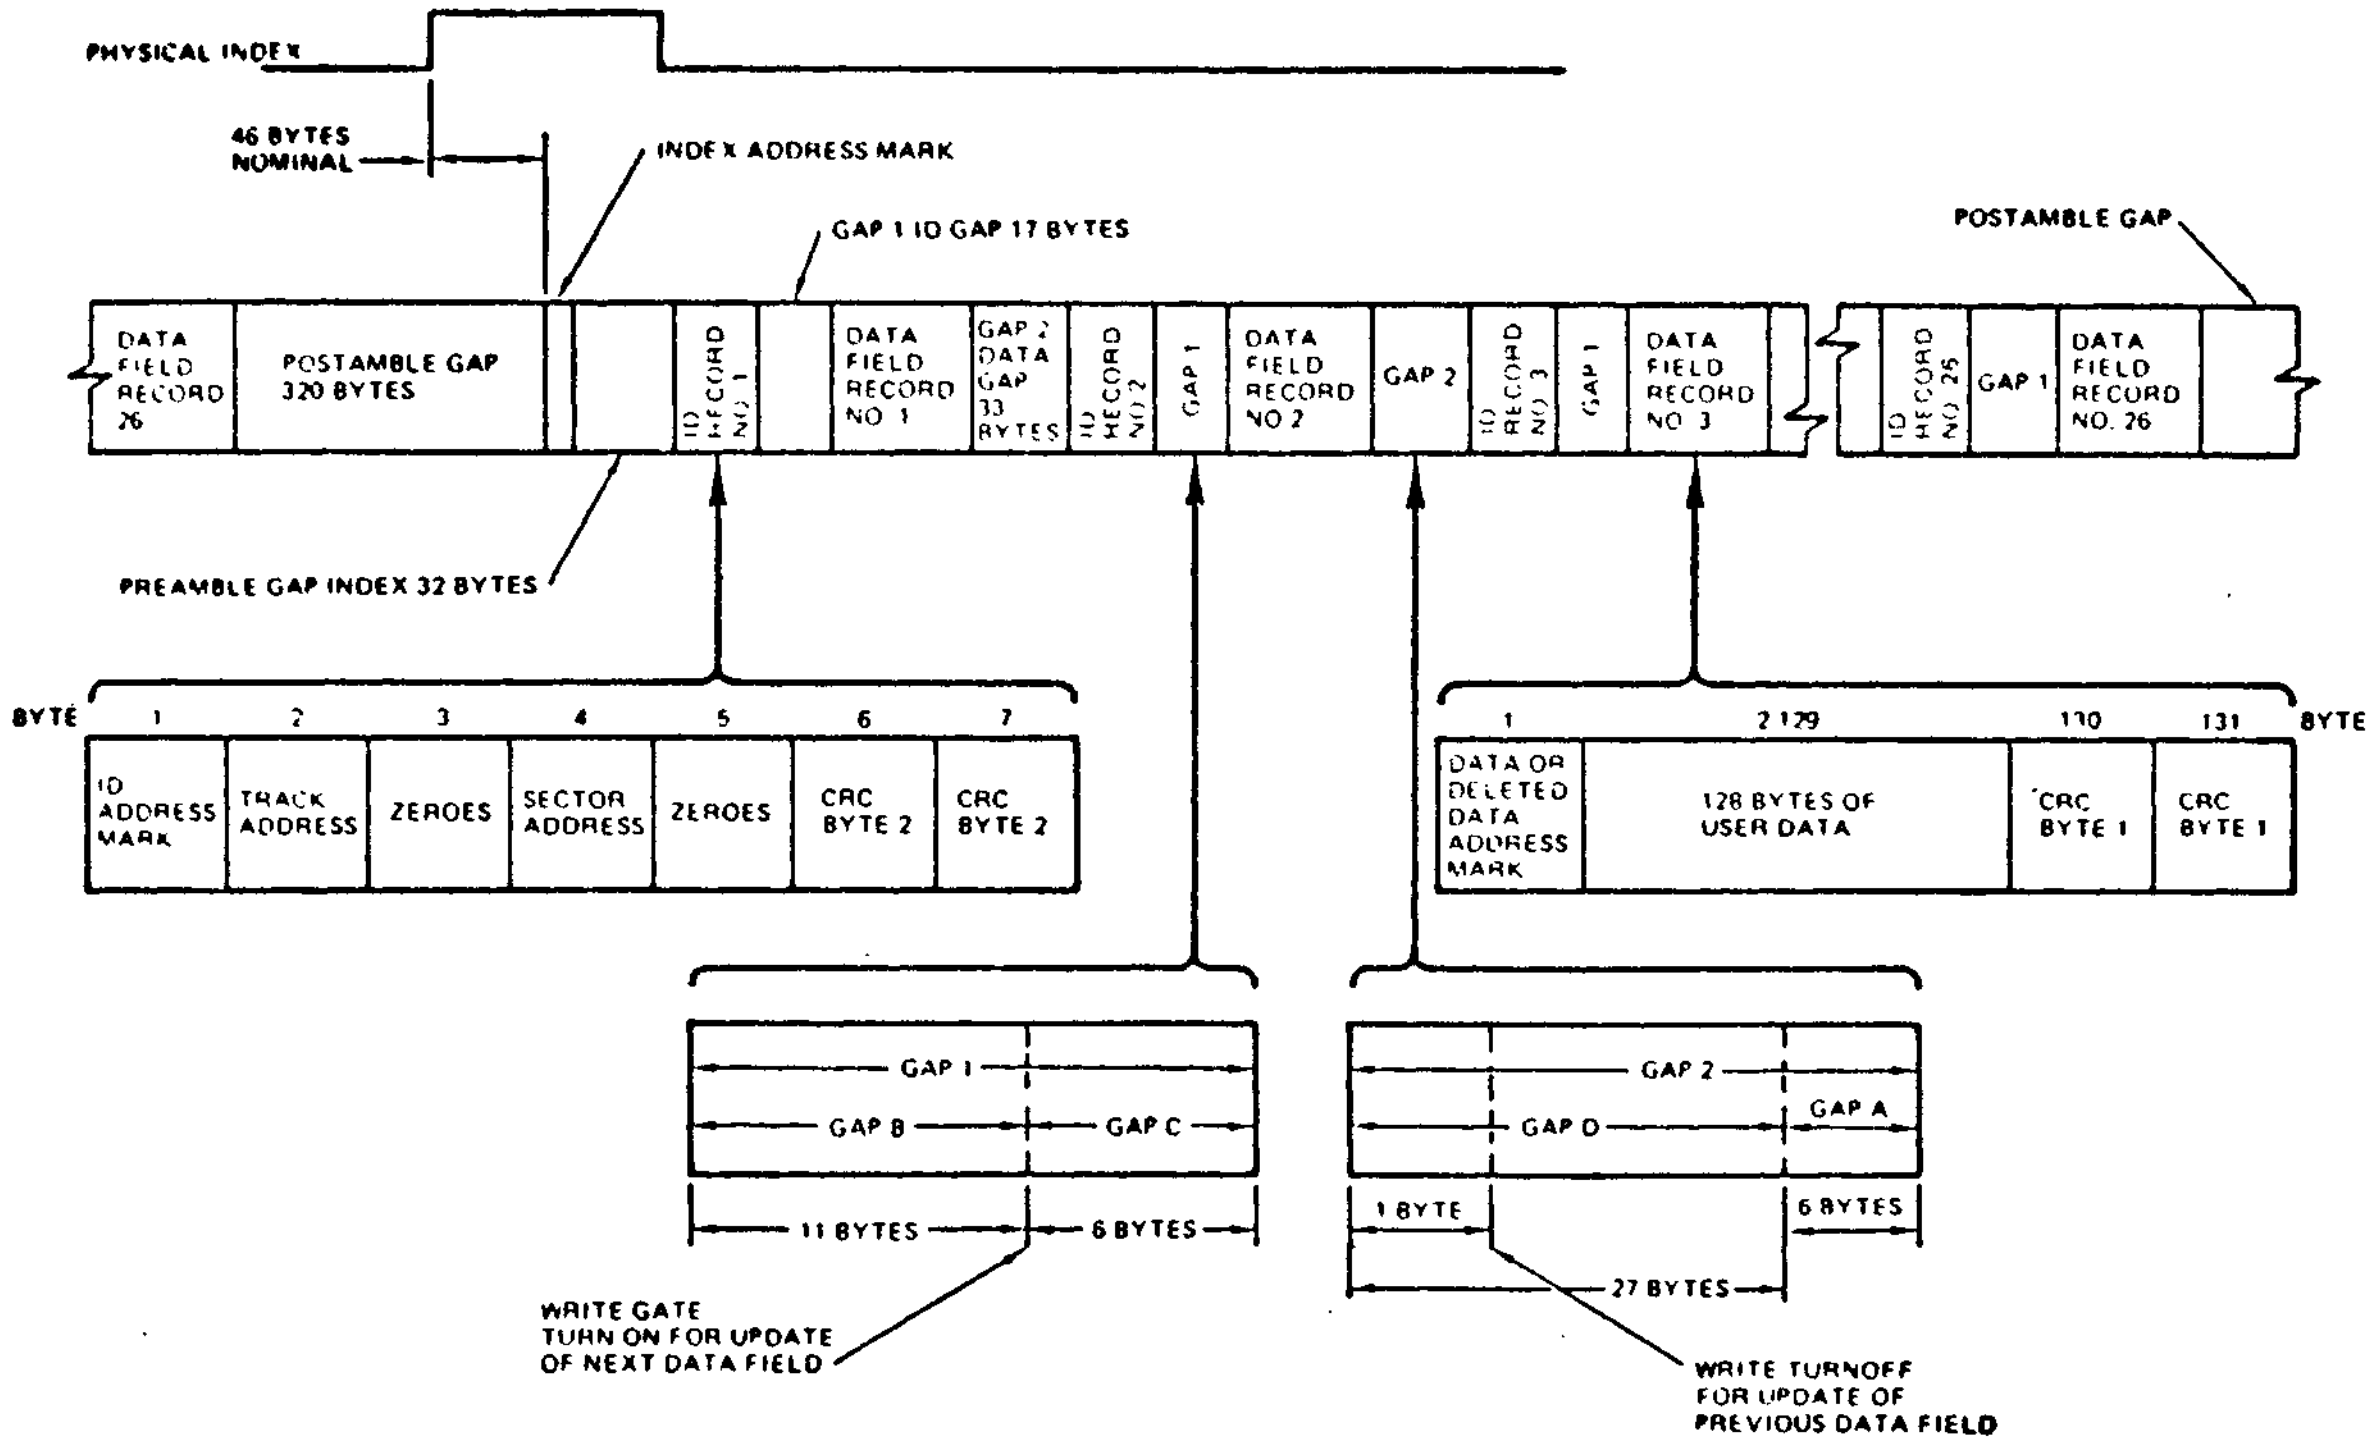 PHYSICAL INDEX
46 BYTES
NOMINAL
INDEX ADDRESS MARK
GAP 1 ID GAP 17 BYTES
POSTAMBLE GAP
DATA
FIELD
RECORD
26
POSTAMBLE GAP
320 BYTES
ID
RECORD
NO. 1
DATA
FIELD
RECORD
NO. 1
GAP 2
DATA
GAP
33
BYTES
ID
RECORD
NO 2
GAP 1
DATA
FIELD
RECORD
NO 2
GAP 2
ID
RECORD
NO. 3
GAP 1
DATA
FIELD
RECORD
NO. 3
ID
RECORD
NO. 26
GAP 1
DATA
FIELD
RECORD
NO. 26
PREAMBLE GAP INDEX 32 BYTES
BYTE 1 2 3 4 5 6 7
ID
ADDRESS
MARK
TRACK
ADDRESS
ZEROES
SECTOR
ADDRESS
ZEROES
CRC
BYTE 2
CRC
BYTE 2
1 2 129 130 131 BYTE
DATA OR
DELETED
DATA
ADDRESS
MARK
128 BYTES OF
USER DATA
CRC
BYTE 1
CRC
BYTE 1
GAP 1
GAP B
GAP C
11 BYTES
6 BYTES
WRITE GATE
TURN ON FOR UPDATE
OF NEXT DATA FIELD
GAP 2
GAP D
GAP A
1 BYTE
6 BYTES
27 BYTES
WRITE TURNOFF
FOR UPDATE OF
PREVIOUS DATA FIELD